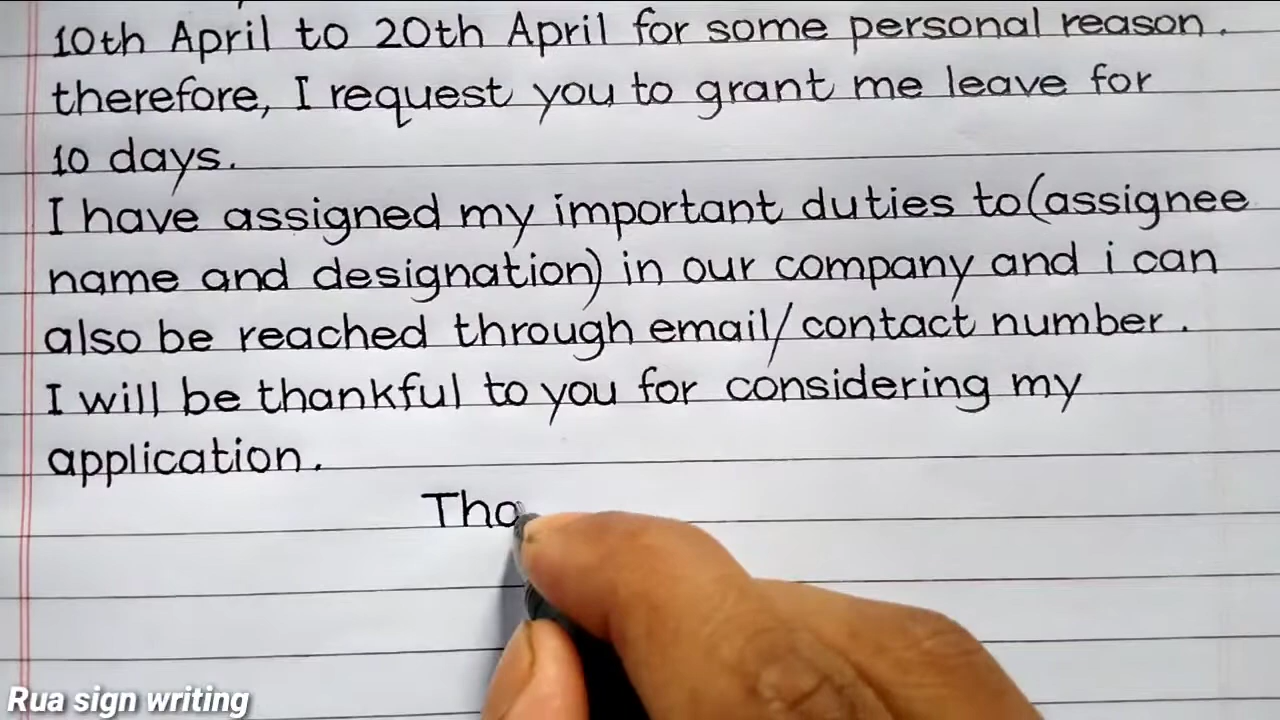 10th April to 20th April for some personal reason.
therefore, I request you to grant me leave for
10 days.
I have assigned my important duties to (assignee
name and designation) in our company and i can
also be reached through email/contact number.
I will be thankful to you for considering my
application.
Tha
Rua sign writing